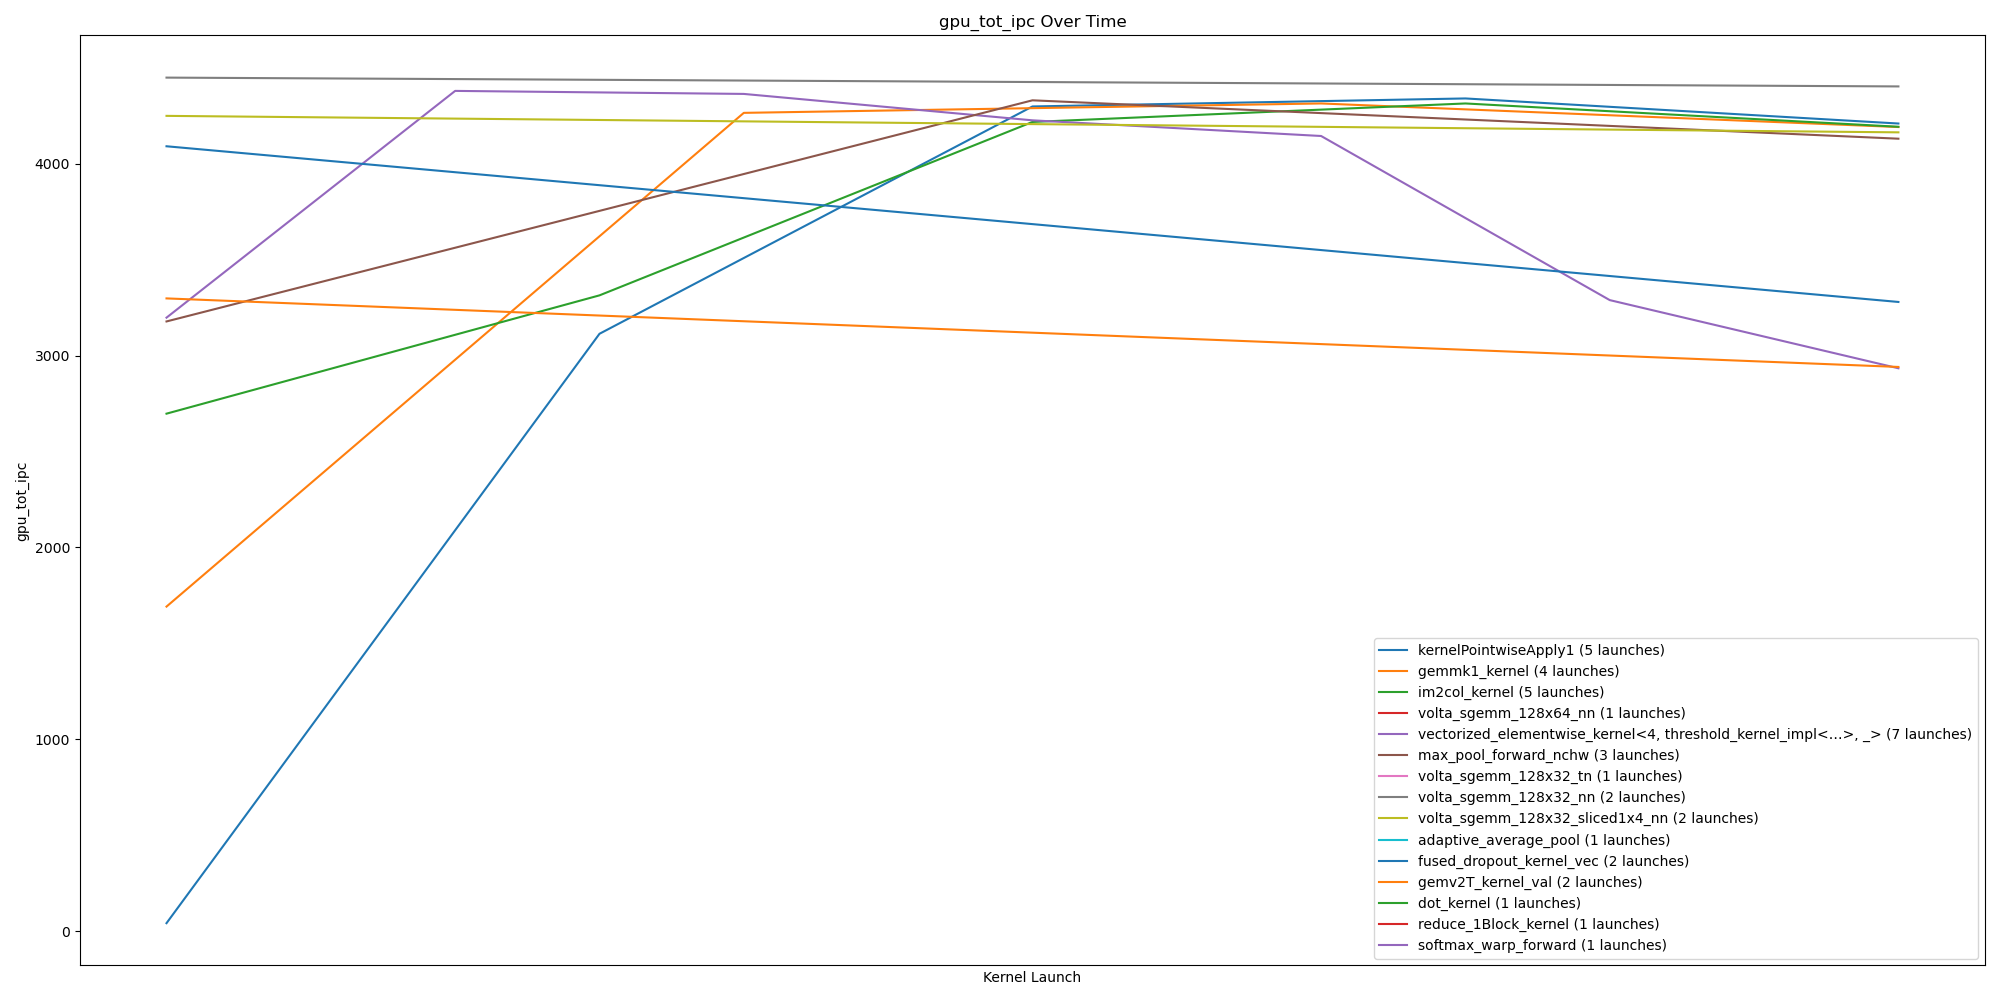 gpu_tot_ipc Over Time
gpu_tot_ipc
4000
3000
2000
1000
0
Kernel Launch
kernelPointwiseApply1 (5 launches)
gemmk1_kernel (4 launches)
im2col_kernel (5 launches)
volta_sgemm_128x64_nn (1 launches)
vectorized_elementwise_kernel<4, threshold_kernel_impl<...>, _> (7 launches)
max_pool_forward_nchw (3 launches)
volta_sgemm_128x32_tn (1 launches)
volta_sgemm_128x32_nn (2 launches)
volta_sgemm_128x32_sliced1x4_nn (2 launches)
adaptive_average_pool (1 launches)
fused_dropout_kernel_vec (2 launches)
gemv2T_kernel_val (2 launches)
dot_kernel (1 launches)
reduce_1Block_kernel (1 launches)
softmax_warp_forward (1 launches)